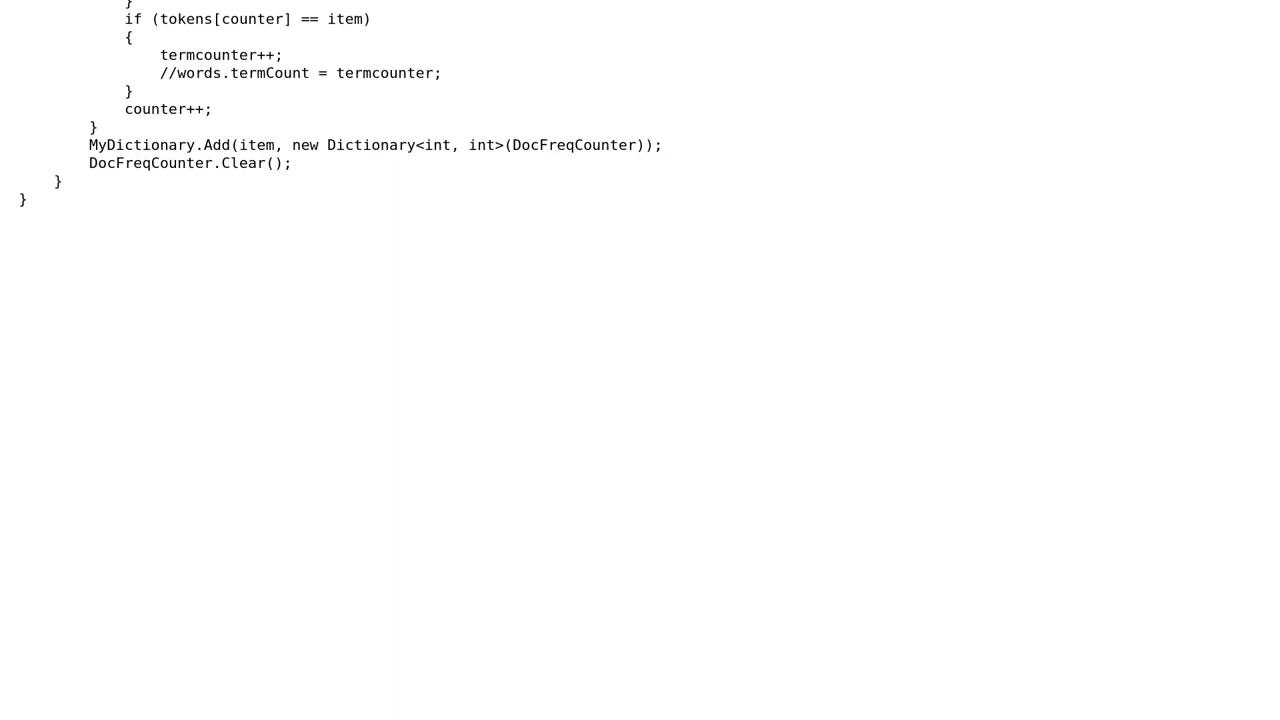 }
if (tokens[counter] == item)
{
termcounter++;
//words.termCount = termcounter;
}
counter++;
}
MyDictionary.Add(item, new Dictionary<int, int>(DocFreqCounter));
DocFreqCounter.Clear();
}
}